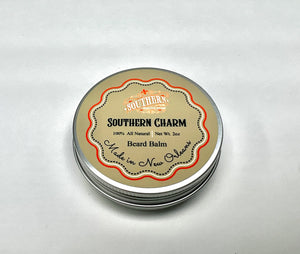 SOUTHERN
SOUTHERN CHARM
100% All Natural Net Wt. 2oz
Beard Balm
Made in New Orleans